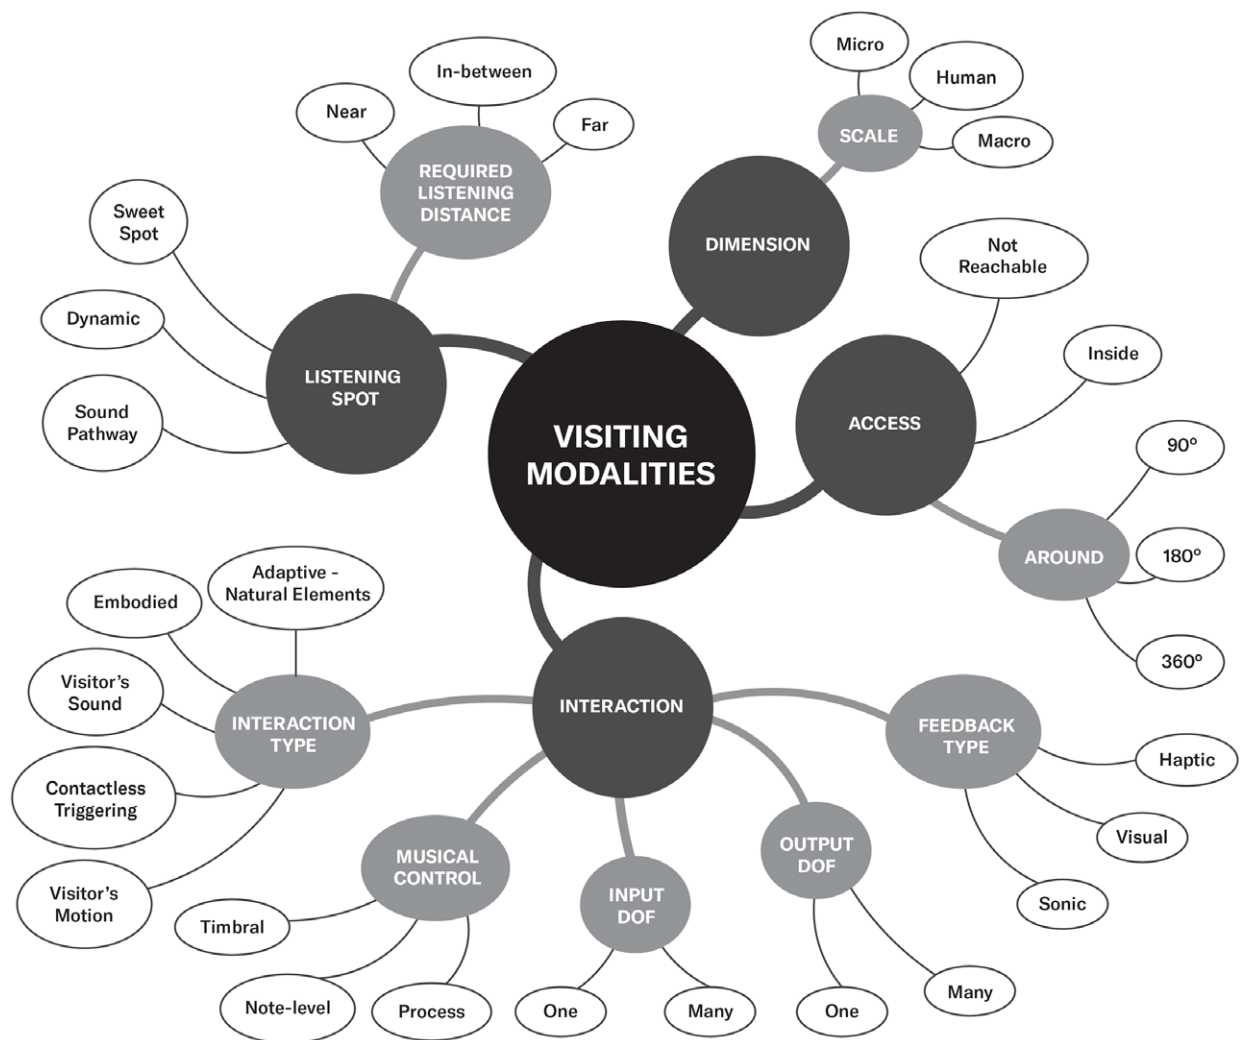 Micro
Human
In-between
Near
Far
SCALE
Macro
REQUIRED
LISTENING
DISTANCE
Sweet
Spot
DIMENSION
Not
Reachable
Dynamic
Inside
LISTENING
SPOT
Sound
Pathway
ACCESS
VISITING
MODALITIES
90º
AROUND
180º
Adaptive -
Natural Elements
Embodied
360º
Visitor's
Sound
INTERACTION
INTERACTION
TYPE
FEEDBACK
TYPE
Haptic
Contactless
Triggering
Visual
OUTPUT
DOF
MUSICAL
CONTROL
Visitor's
Motion
INPUT
DOF
Sonic
Timbral
Note-level
Process
One
Many
One
Many